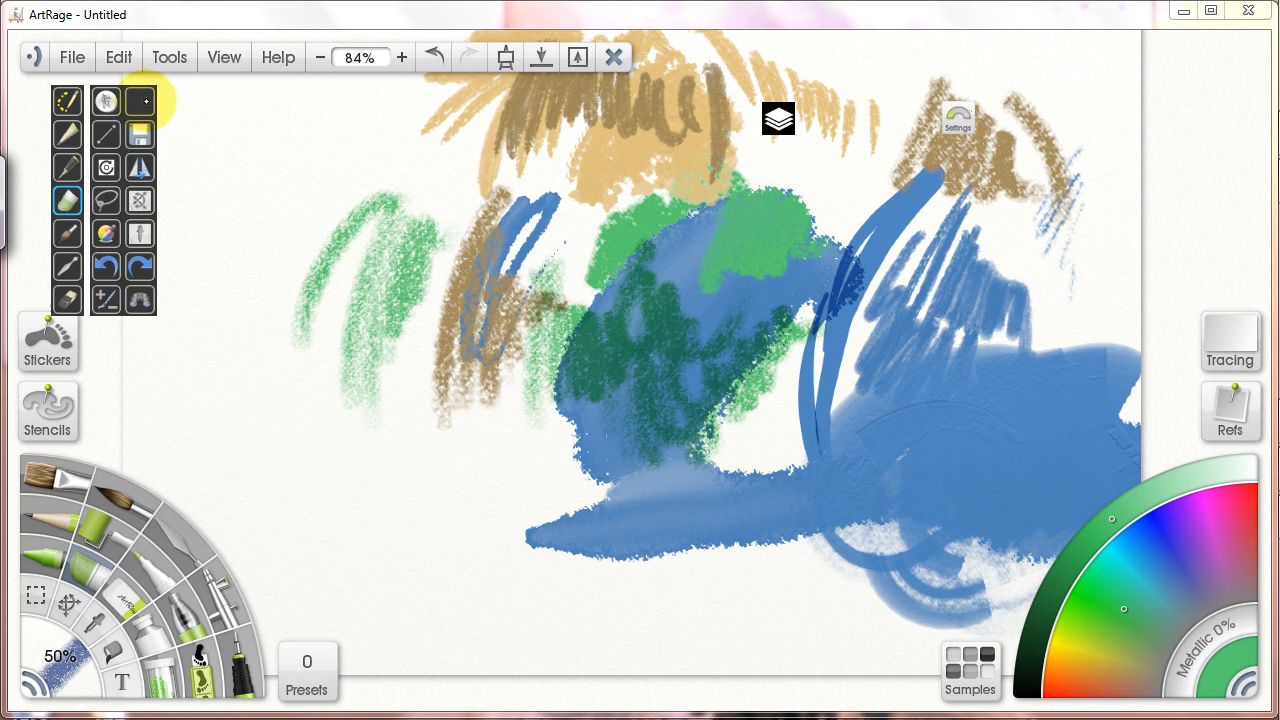 ArtRage - Untitled
File Edit Tools View Help − 84% +
Settings
Stickers
Stencils
Tracing
Refs
50%
T
0
Presets
Samples
Metallic 0%